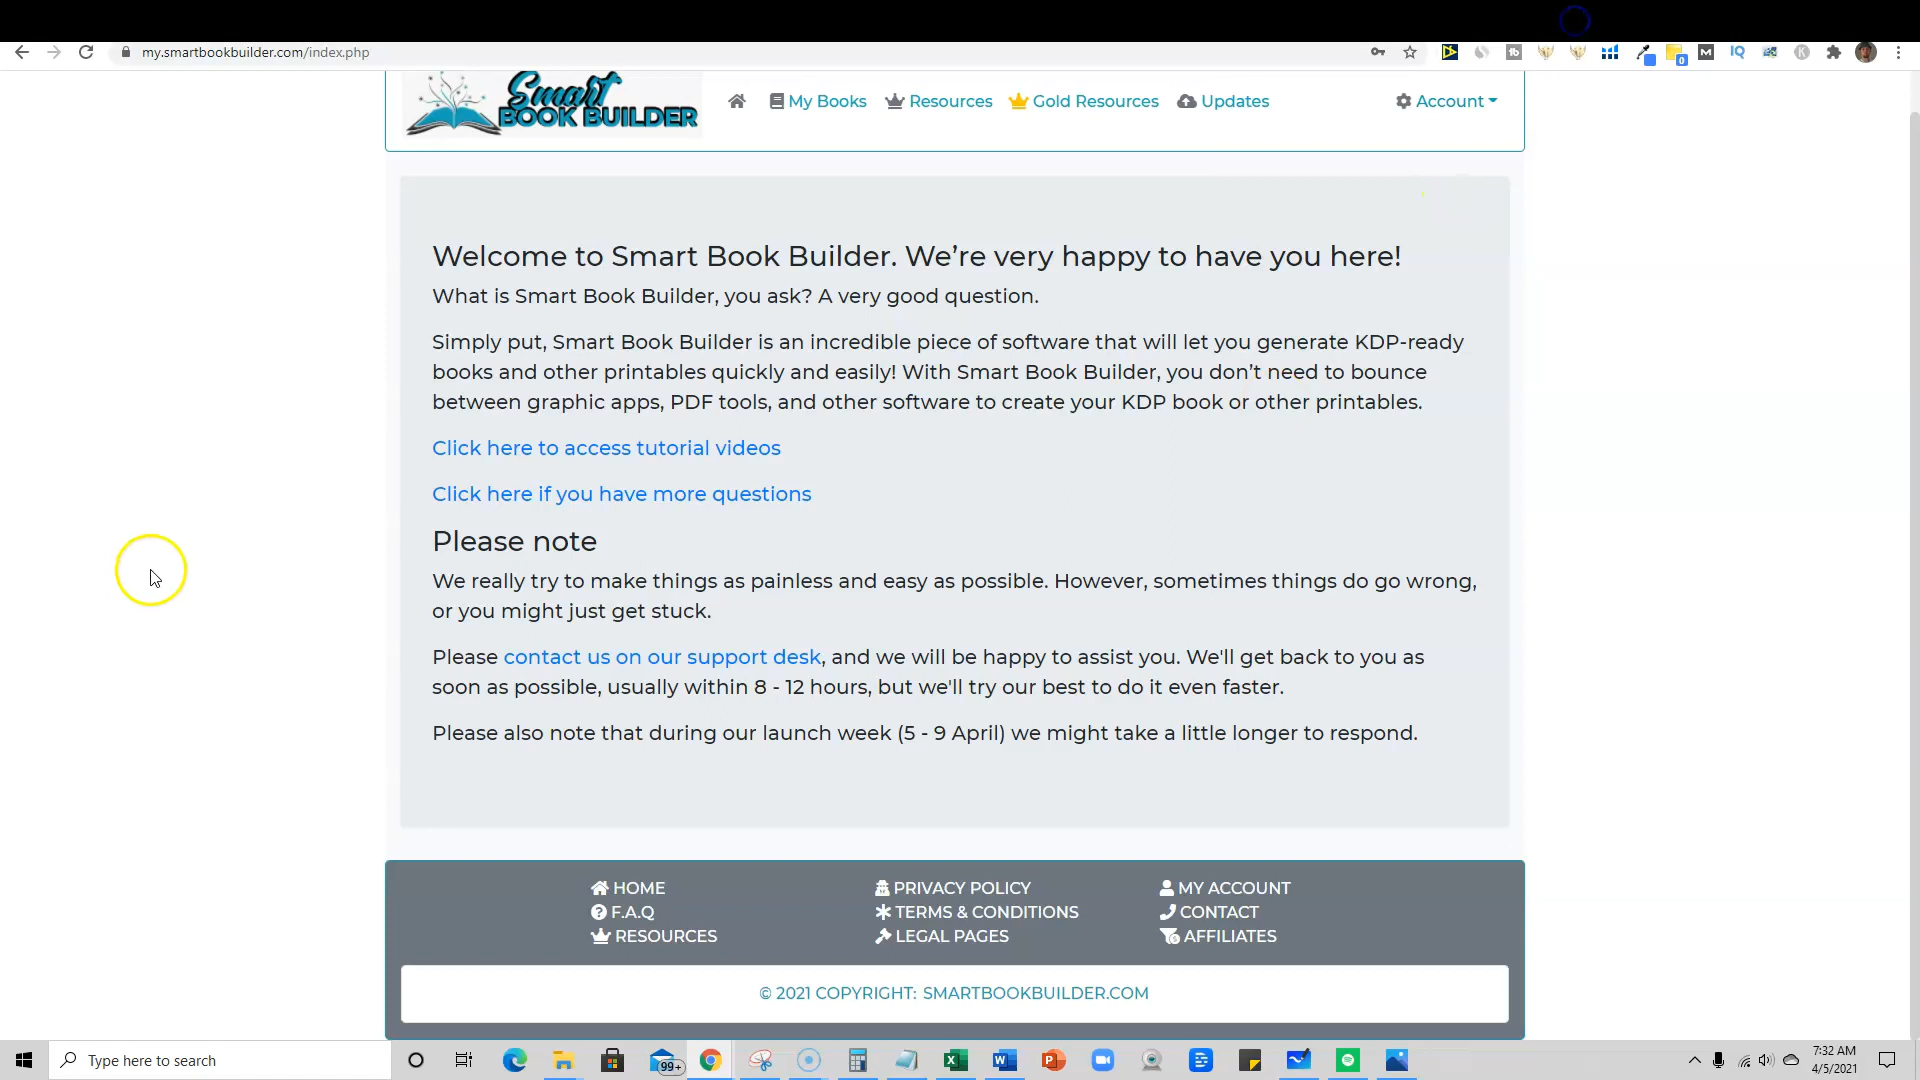 my.smartbookbuilder.com/index.php
Smart
BOOK BUILDER
My Books
Resources
Gold Resources
Updates
Account
Welcome to Smart Book Builder. We’re very happy to have you here!
What is Smart Book Builder, you ask? A very good question.
Simply put, Smart Book Builder is an incredible piece of software that will let you generate KDP-ready
books and other printables quickly and easily! With Smart Book Builder, you don’t need to bounce
between graphic apps, PDF tools, and other software to create your KDP book or other printables.
Click here to access tutorial videos
Click here if you have more questions
Please note
We really try to make things as painless and easy as possible. However, sometimes things do go wrong,
or you might just get stuck.
Please contact us on our support desk, and we will be happy to assist you. We'll get back to you as
soon as possible, usually within 8 - 12 hours, but we'll try our best to do it even faster.
Please also note that during our launch week (5 - 9 April) we might take a little longer to respond.
HOME
F.A.Q
RESOURCES
PRIVACY POLICY
TERMS & CONDITIONS
LEGAL PAGES
MY ACCOUNT
CONTACT
AFFILIATES
© 2021 COPYRIGHT: SMARTBOOKBUILDER.COM
Type here to search
99+
7:32 AM
4/5/2021